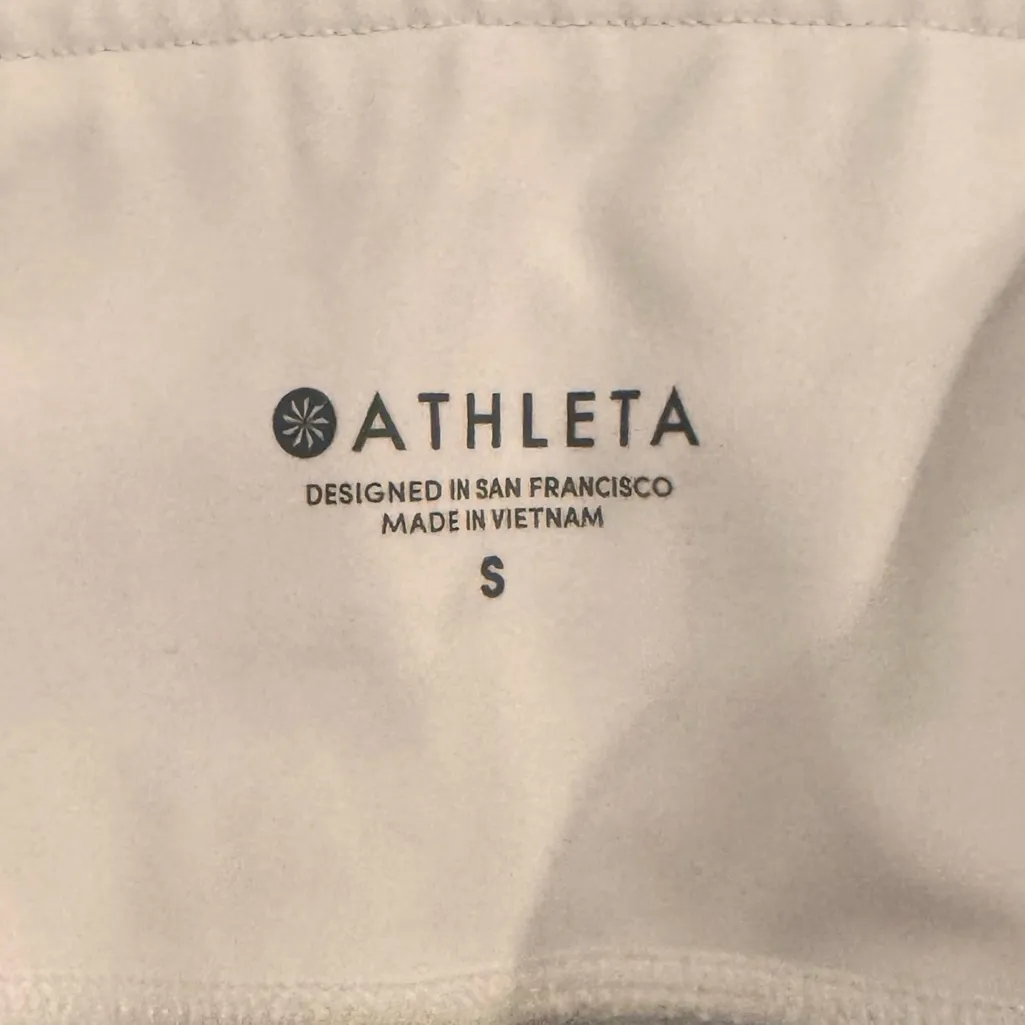 ATHLETA
DESIGNED IN SAN FRANCISCO
MADE IN VIETNAM
S